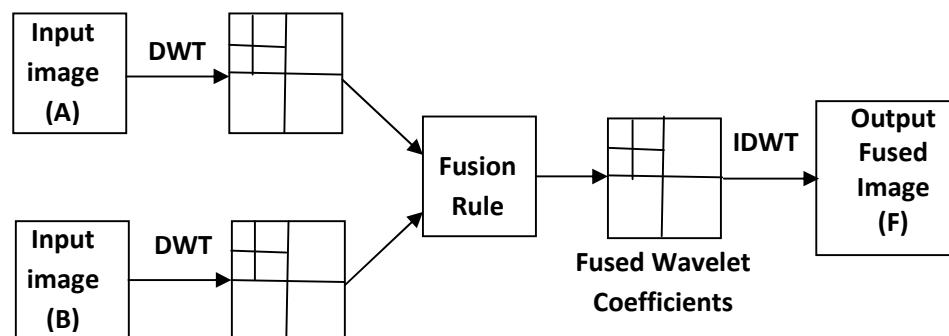 Input
image
(A)
DWT
Input
image
(B)
DWT
Fusion
Rule
Fused Wavelet
Coefficients
IDWT
Output
Fused
Image
(F)